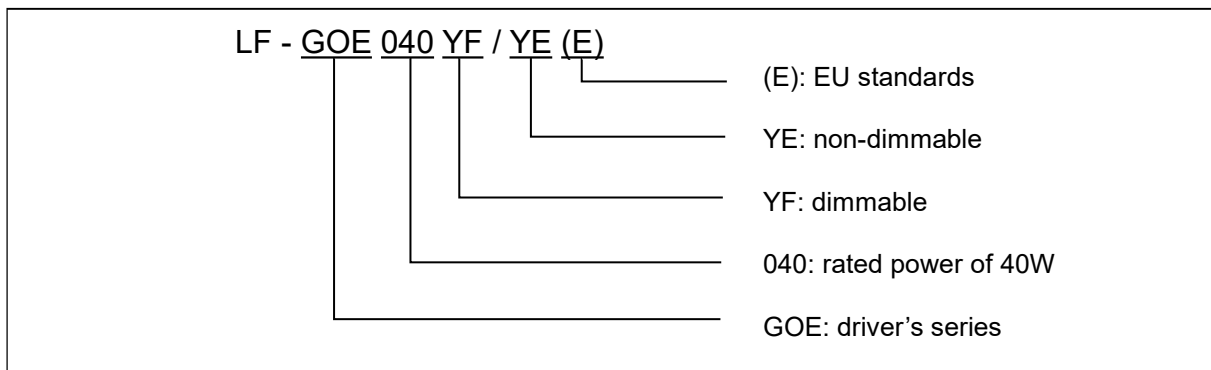 LF - GOE 040 YF / YE (E)
(E): EU standards
YE: non-dimmable
YF: dimmable
040: rated power of 40W
GOE: driver’s series